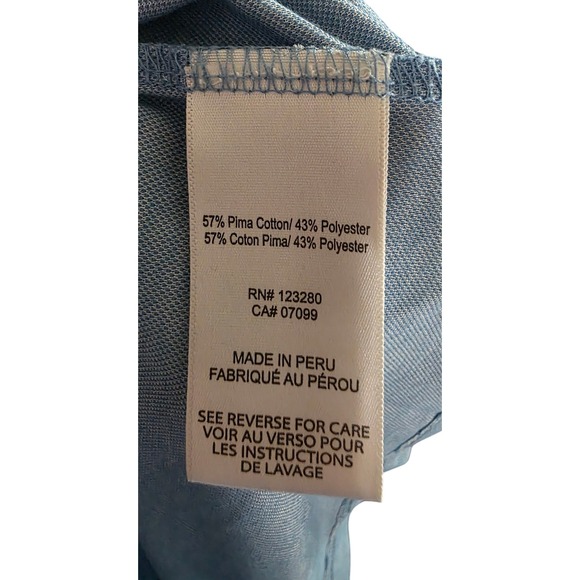 57% Pima Cotton/ 43% Polyester
57% Coton Pima/ 43% Polyester
RN# 123280
CA# 07099
MADE IN PERU
FABRIQUÉ AU PÉROU
SEE REVERSE FOR CARE
VOIR AU VERSO POUR
LES INSTRUCTIONS
DE LAVAGE